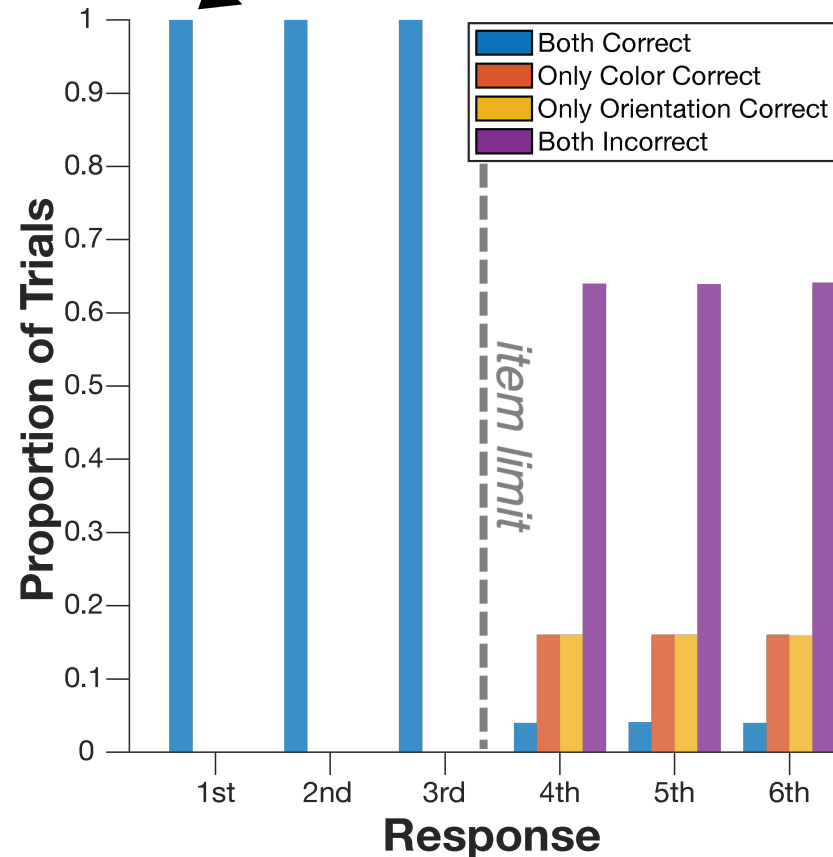 1
0.9
0.8
0.7
0.6
0.5
0.4
0.3
0.2
0.1
0
Proportion of Trials
Both Correct
Only Color Correct
Only Orientation Correct
Both Incorrect
item limit
1st 2nd 3rd 4th 5th 6th
Response